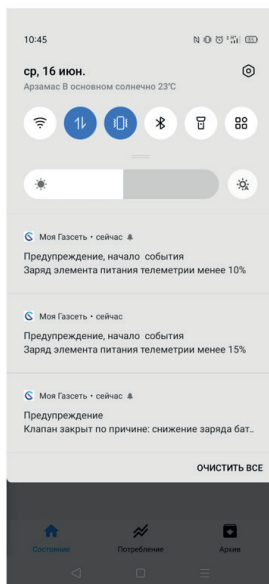 10:45
ср, 16 июн.
Арзамас В основном солнечно 23°C
Моя Газсеть • сейчас
Предупреждение, начало события
Заряд элемента питания телеметрии менее 10%
Моя Газсеть • сейчас
Предупреждение, начало события
Заряд элемента питания телеметрии менее 15%
Моя Газсеть • сейчас
Предупреждение
Клапан закрыт по причине: снижение заряда бат..
ОЧИСТИТЬ ВСЕ
Состояние
Потребление
Архив